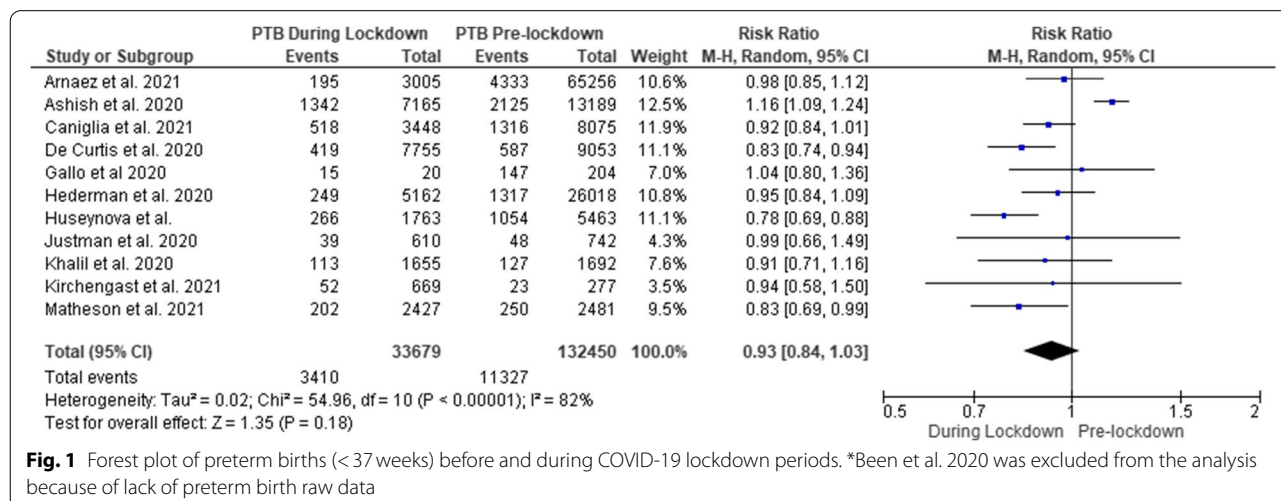 PTB During Lockdown PTB Pre-lockdown Risk Ratio Risk Ratio
Study or Subgroup Events Total Events Total Weight M-H, Random, 95% CI M-H, Random, 95% CI
Arnaez et al. 2021 195 3005 4333 65256 10.6% 0.98 [0.85, 1.12]
Ashish et al. 2020 1342 7165 2125 13189 12.5% 1.16 [1.09, 1.24]
Caniglia et al. 2021 518 3448 1316 8075 11.9% 0.92 [0.84, 1.01]
De Curtis et al. 2020 419 7755 587 9053 11.1% 0.83 [0.74, 0.94]
Gallo et al 2020 15 20 147 204 7.0% 1.04 [0.80, 1.36]
Hederman et al. 2020 249 5162 1317 26018 10.8% 0.95 [0.84, 1.09]
Huseynova et al. 266 1763 1054 5463 11.1% 0.78 [0.69, 0.88]
Justman et al. 2020 39 610 48 742 4.3% 0.99 [0.66, 1.49]
Khalil et al. 2020 113 1655 127 1692 7.6% 0.91 [0.71, 1.16]
Kirchengast et al. 2021 52 669 23 277 3.5% 0.94 [0.58, 1.50]
Matheson et al. 2021 202 2427 250 2481 9.5% 0.83 [0.69, 0.99]
Total (95% CI) 33679 132450 100.0% 0.93 [0.84, 1.03]
Total events 3410 11327
Heterogeneity: Tau² = 0.02; Chi² = 54.96, df = 10 (P < 0.00001); I² = 82%
Test for overall effect: Z = 1.35 (P = 0.18)
0.5 0.7 1 1.5 2
During Lockdown Pre-lockdown
Fig. 1 Forest plot of preterm births (< 37 weeks) before and during COVID-19 lockdown periods. *Been et al. 2020 was excluded from the analysis
because of lack of preterm birth raw data